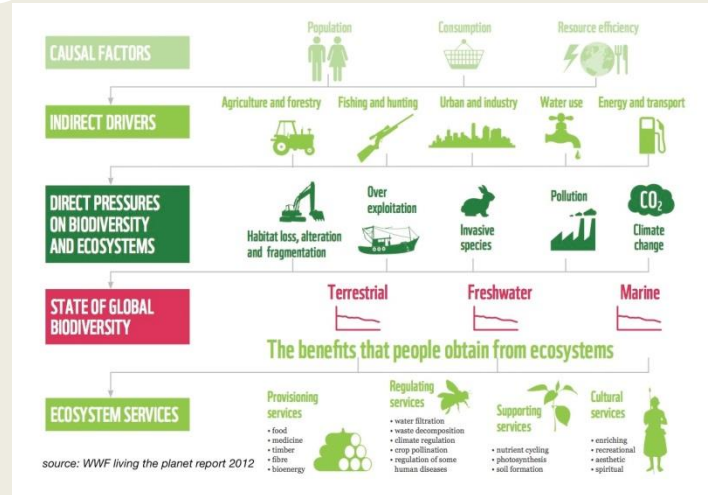 CAUSAL FACTORS
Population
Consumption
Resource efficiency
INDIRECT DRIVERS
Agriculture and forestry
Fishing and hunting
Urban and industry
Water use
Energy and transport
DIRECT PRESSURES
ON BIODIVERSITY
AND ECOSYSTEMS
Habitat loss, alteration
and fragmentation
Over
exploitation
Invasive
species
Pollution
CO₂
Climate
change
STATE OF GLOBAL
BIODIVERSITY
Terrestrial
Freshwater
Marine
The benefits that people obtain from ecosystems
ECOSYSTEM SERVICES
Provisioning
services
• food
• medicine
• timber
• fibre
• bioenergy
Regulating
services
• water filtration
• waste decomposition
• climate regulation
• crop pollination
• regulation of some
human diseases
Supporting
services
• nutrient cycling
• photosynthesis
• soil formation
Cultural
services
• enriching
• recreational
• aesthetic
• spiritual
source: WWF living the planet report 2012